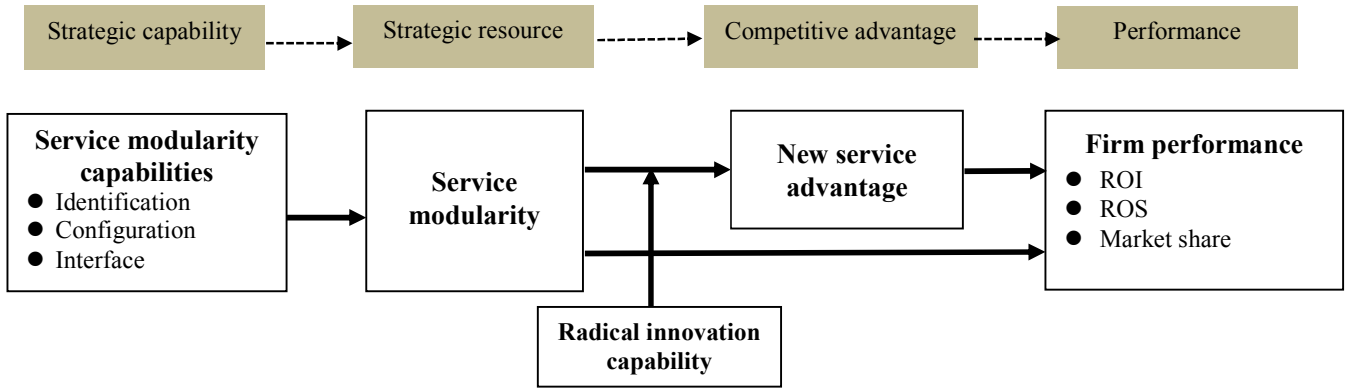 Strategic capability
Strategic resource
Competitive advantage
Performance
Service modularity
capabilities
● Identification
● Configuration
● Interface
Service
modularity
New service
advantage
Firm performance
● ROI
● ROS
● Market share
Radical innovation
capability